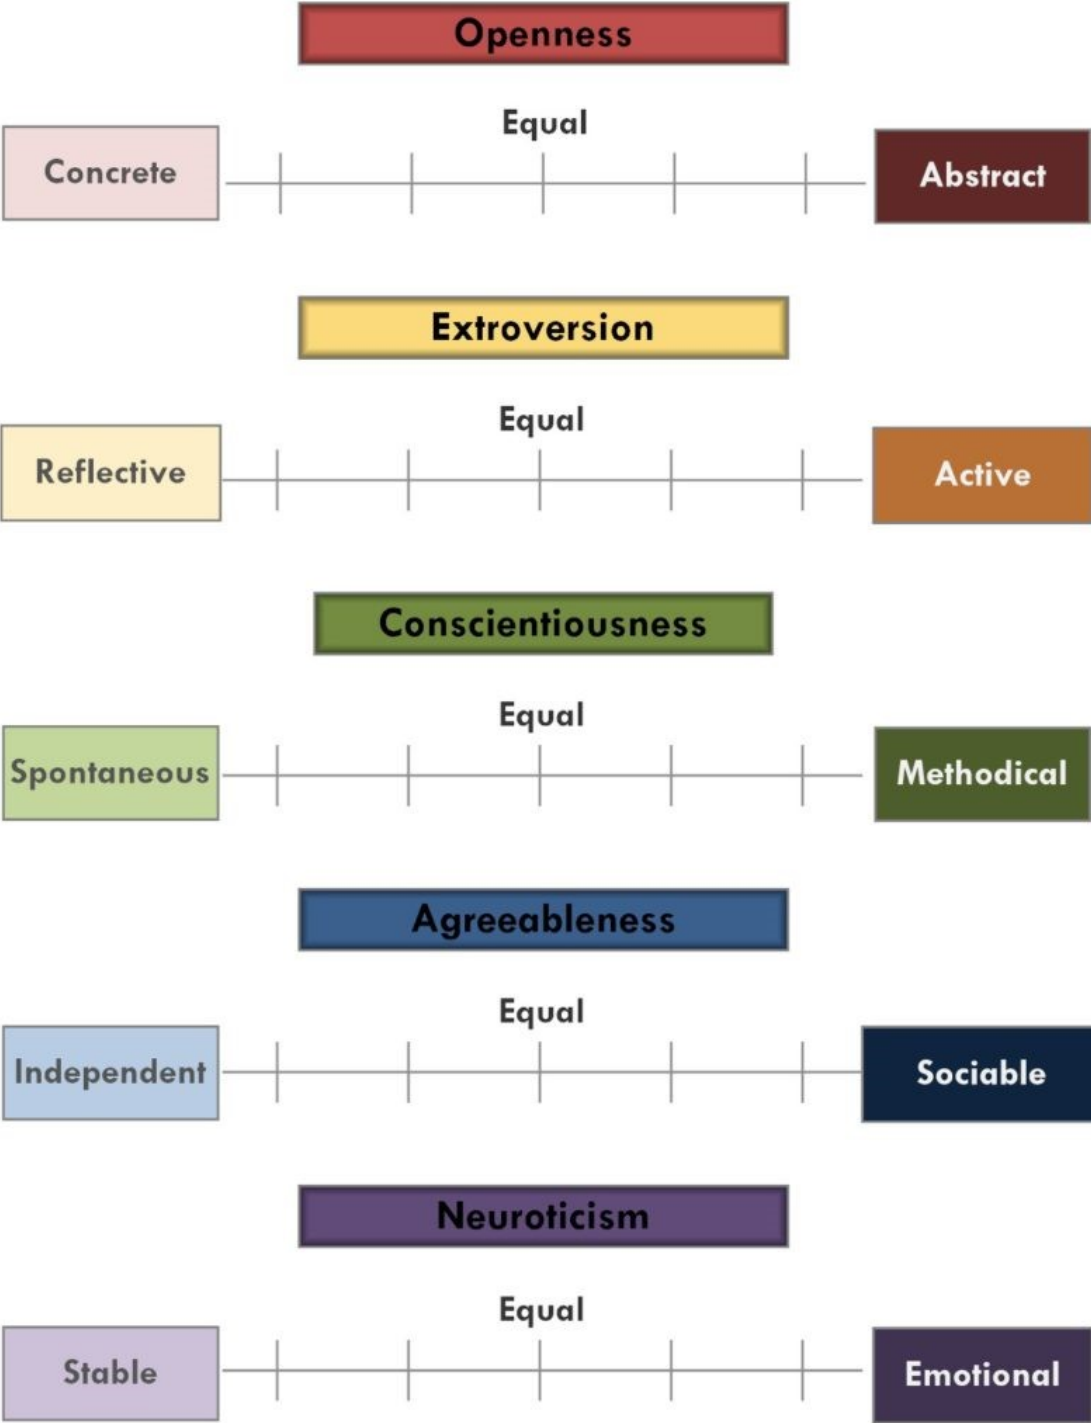 Openness
Equal
Concrete
Abstract
Extroversion
Equal
Reflective
Active
Conscientiousness
Equal
Spontaneous
Methodical
Agreeableness
Equal
Independent
Sociable
Neuroticism
Equal
Stable
Emotional